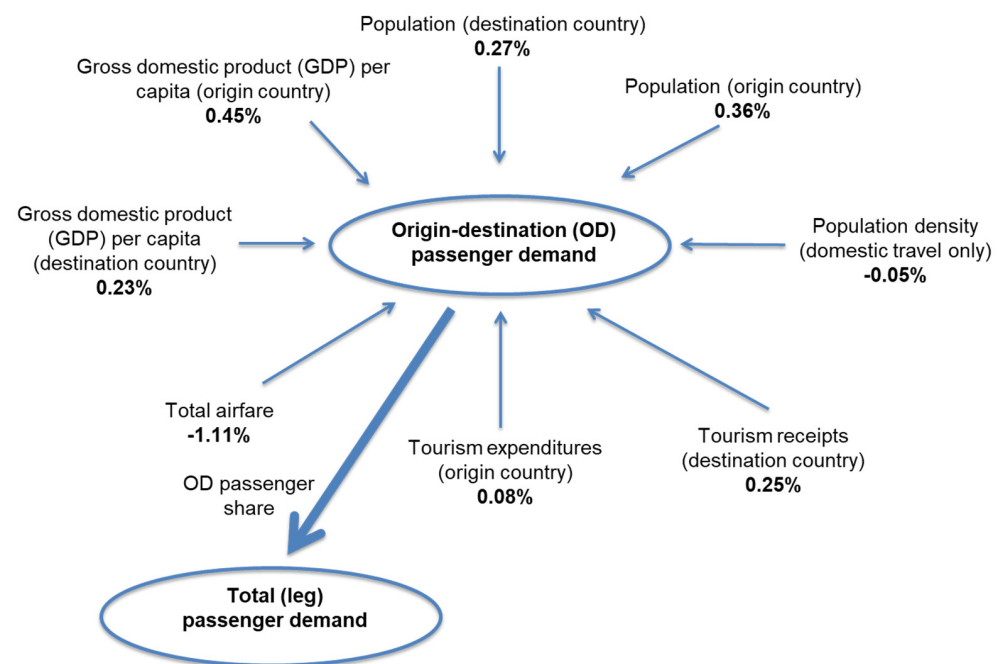 Population (destination country)
0.27%
Gross domestic product (GDP) per
capita (origin country)
0.45%
Population (origin country)
0.36%
Gross domestic product
(GDP) per capita
(destination country)
0.23%
Origin-destination (OD)
passenger demand
Population density
(domestic travel only)
-0.05%
Total airfare
-1.11%
Tourism expenditures
(origin country)
0.08%
Tourism receipts
(destination country)
0.25%
OD passenger
share
Total (leg)
passenger demand